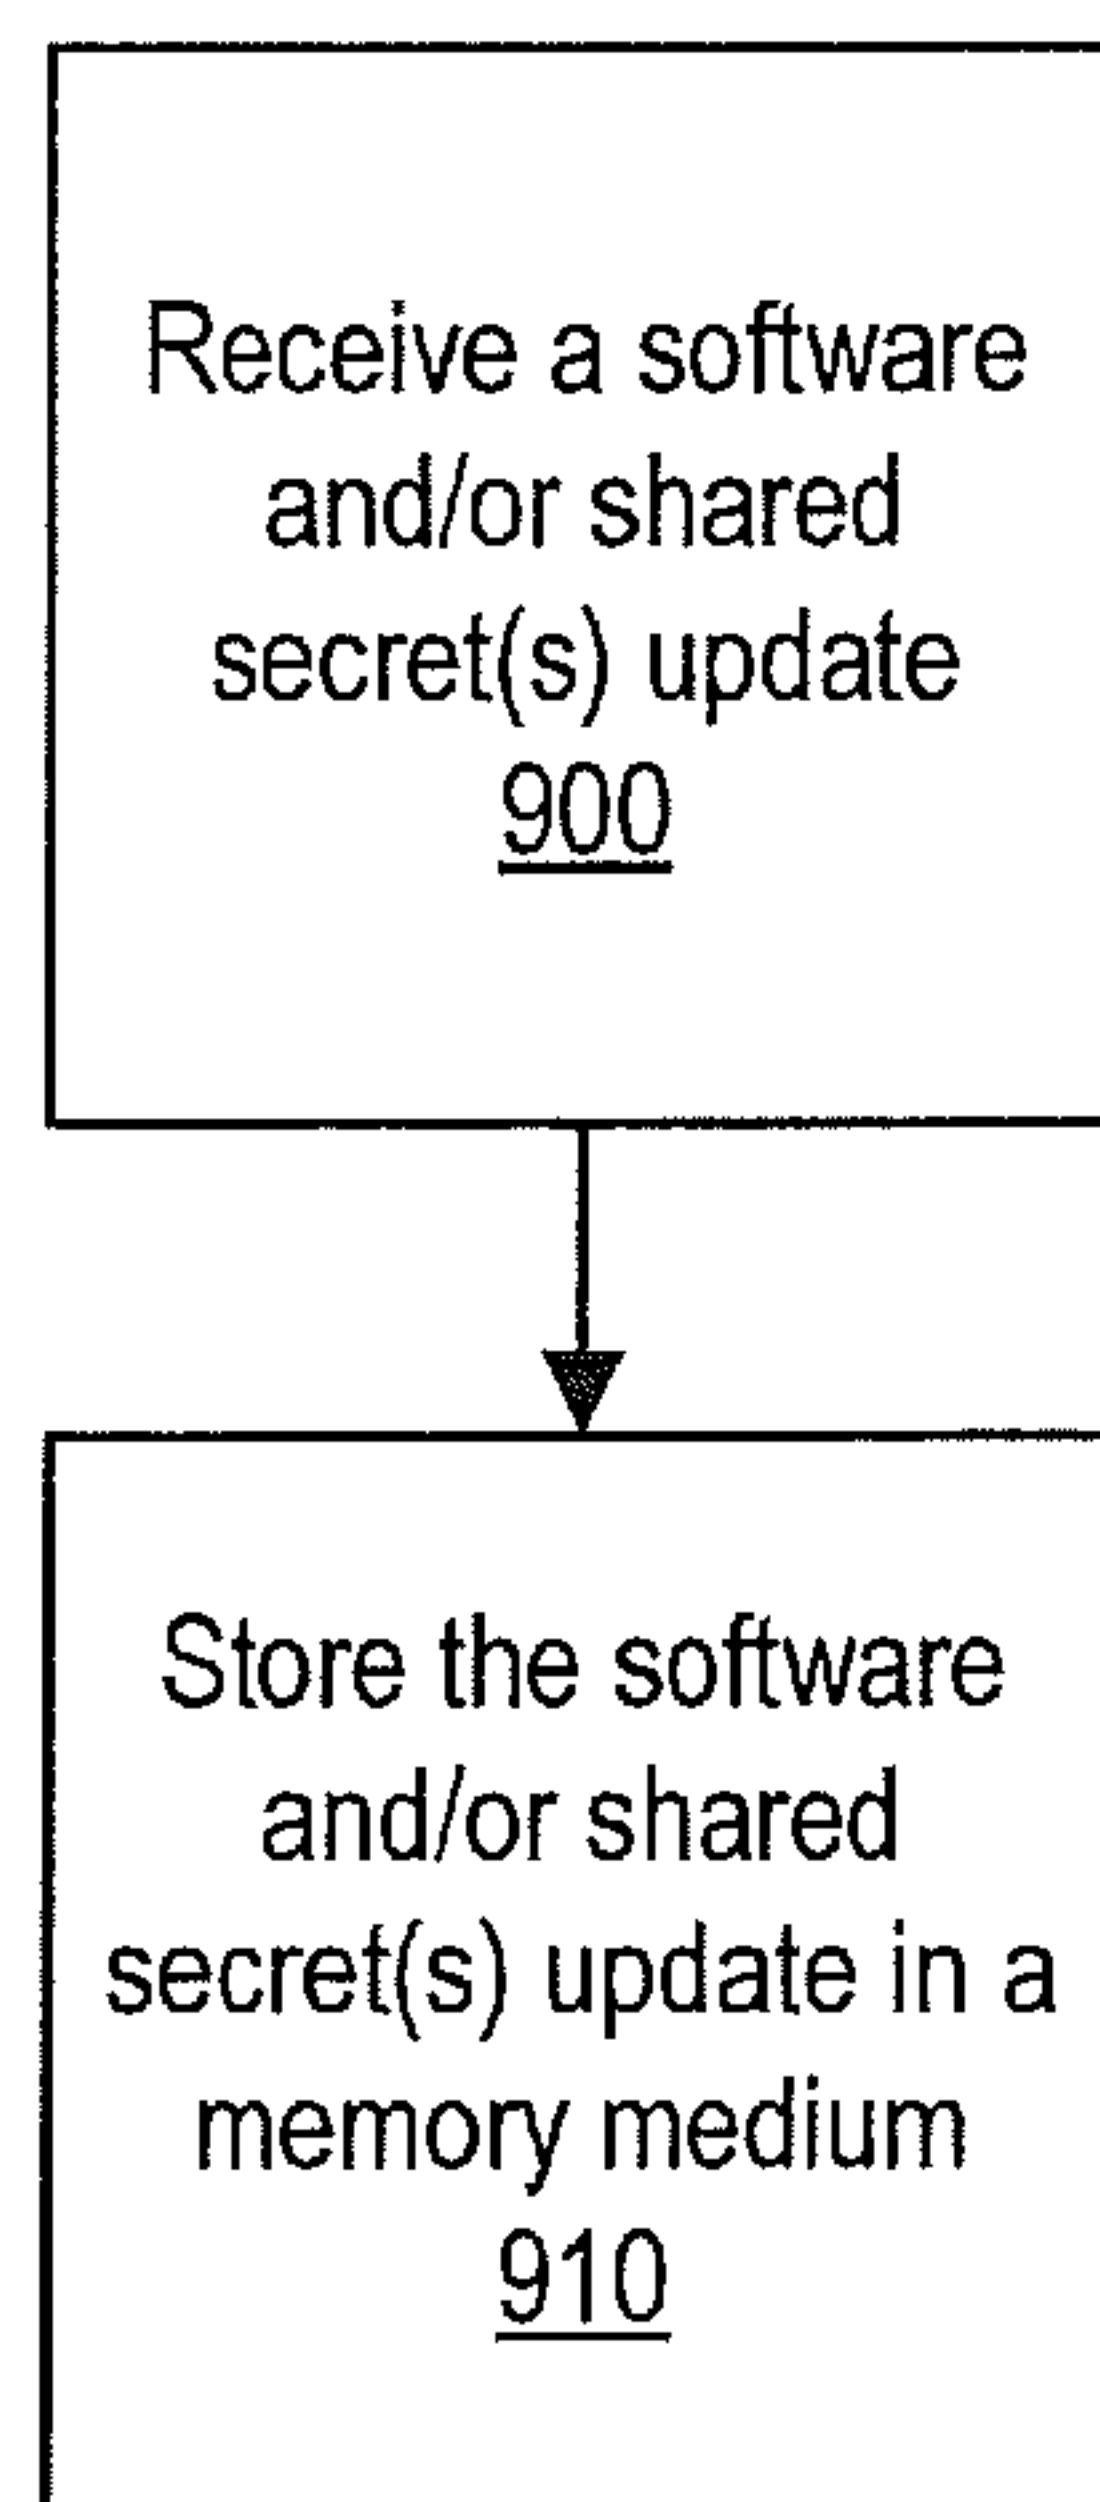 Receive a software
and/or shared
secret(s) update
900
Store the software
and/or shared
secret(s) update in a
memory medium
910